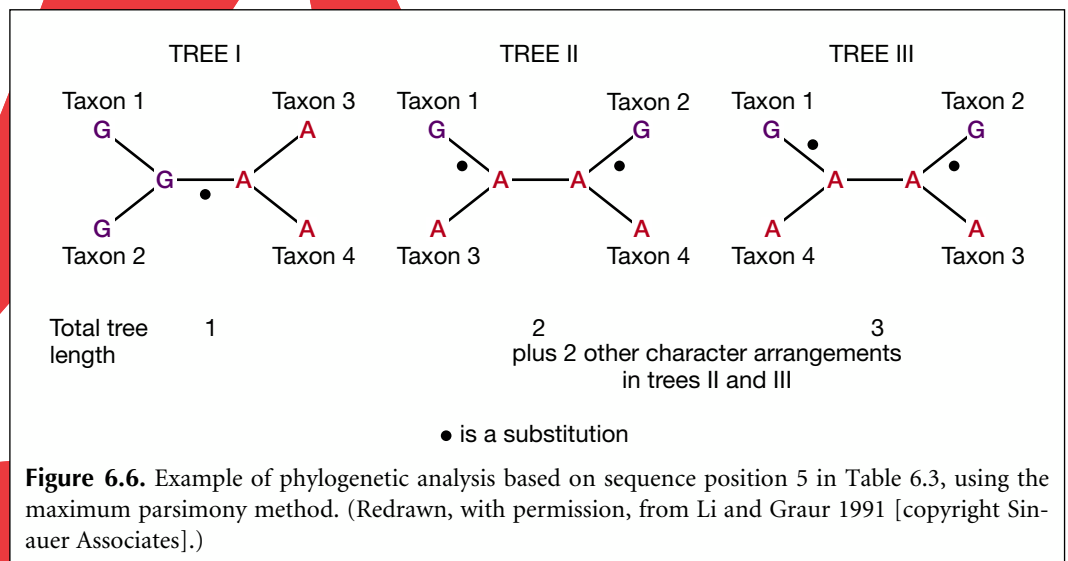 TREE I TREE II TREE III
Taxon 1 Taxon 3 Taxon 1 Taxon 2 Taxon 1 Taxon 2
G A G G G G
G A A A A A
G A A A A A
Taxon 2 Taxon 4 Taxon 3 Taxon 4 Taxon 4 Taxon 3
Total tree 1 2 3
length plus 2 other character arrangements
in trees II and III
● is a substitution
Figure 6.6. Example of phylogenetic analysis based on sequence position 5 in Table 6.3, using the
maximum parsimony method. (Redrawn, with permission, from Li and Graur 1991 [copyright Sin-
auer Associates].)